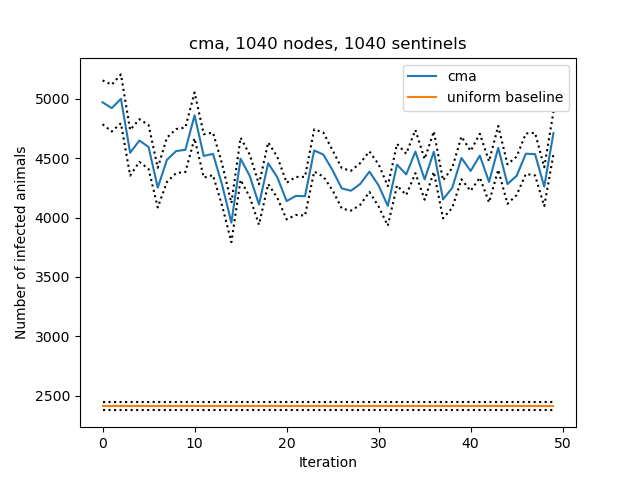 cma, 1040 nodes, 1040 sentinels
cma
uniform baseline
Number of infected animals
5000
4500
4000
3500
3000
2500
0
10
20
30
40
50
Iteration